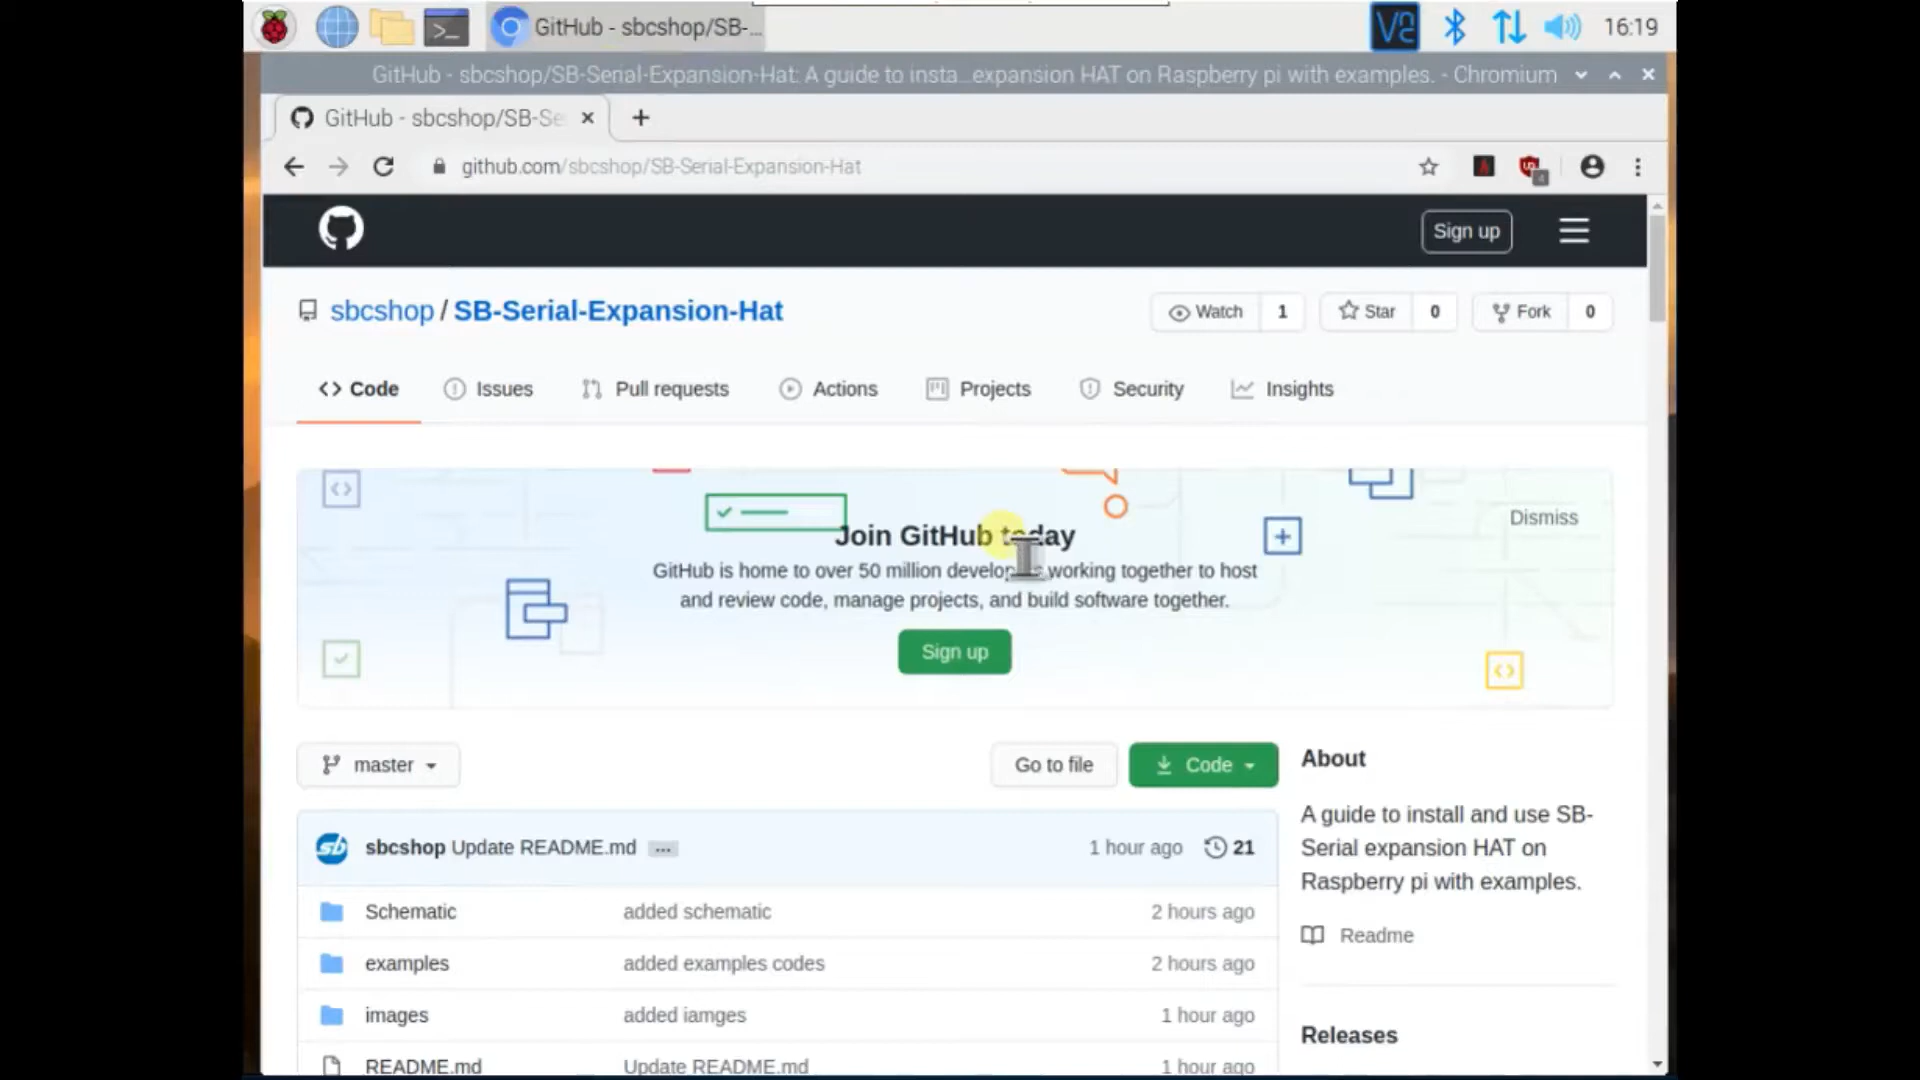 GitHub - sbcshop/SB-...
16:19
GitHub - sbcshop/SB-Serial-Expansion-Hat: A guide to insta...expansion HAT on Raspberry pi with examples. - Chromium
GitHub - sbcshop/SB-Se
github.com/sbcshop/SB-Serial-Expansion-Hat
4
Sign up
sbcshop / SB-Serial-Expansion-Hat
Watch 1
Star 0
Fork 0
Code
Issues
Pull requests
Actions
Projects
Security
Insights
Dismiss
Join GitHub today
GitHub is home to over 50 million developers working together to host
and review code, manage projects, and build software together.
Sign up
master
Go to file
Code
sbcshop Update README.md ...
1 hour ago
21
Schematic added schematic 2 hours ago
examples added examples codes 2 hours ago
images added iamges 1 hour ago
README.md Update README.md 1 hour ago
About
A guide to install and use SB-
Serial expansion HAT on
Raspberry pi with examples.
Readme
Releases